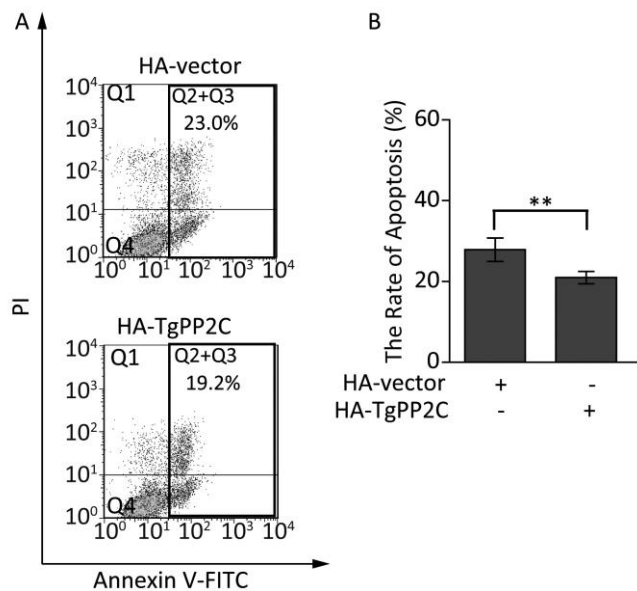 A
B
HA-vector
10⁴
10³
10²
10¹
10⁰
Q1
Q2+Q3
23.0%
Q4
10⁰ 10¹ 10² 10³ 10⁴
HA-TgPP2C
10⁴
10³
10²
10¹
10⁰
Q1
Q2+Q3
19.2%
Q4
10⁰ 10¹ 10² 10³ 10⁴
PI
Annexin V-FITC
The Rate of Apoptosis (%)
60
40
20
0
**
HA-vector + -
HA-TgPP2C - +